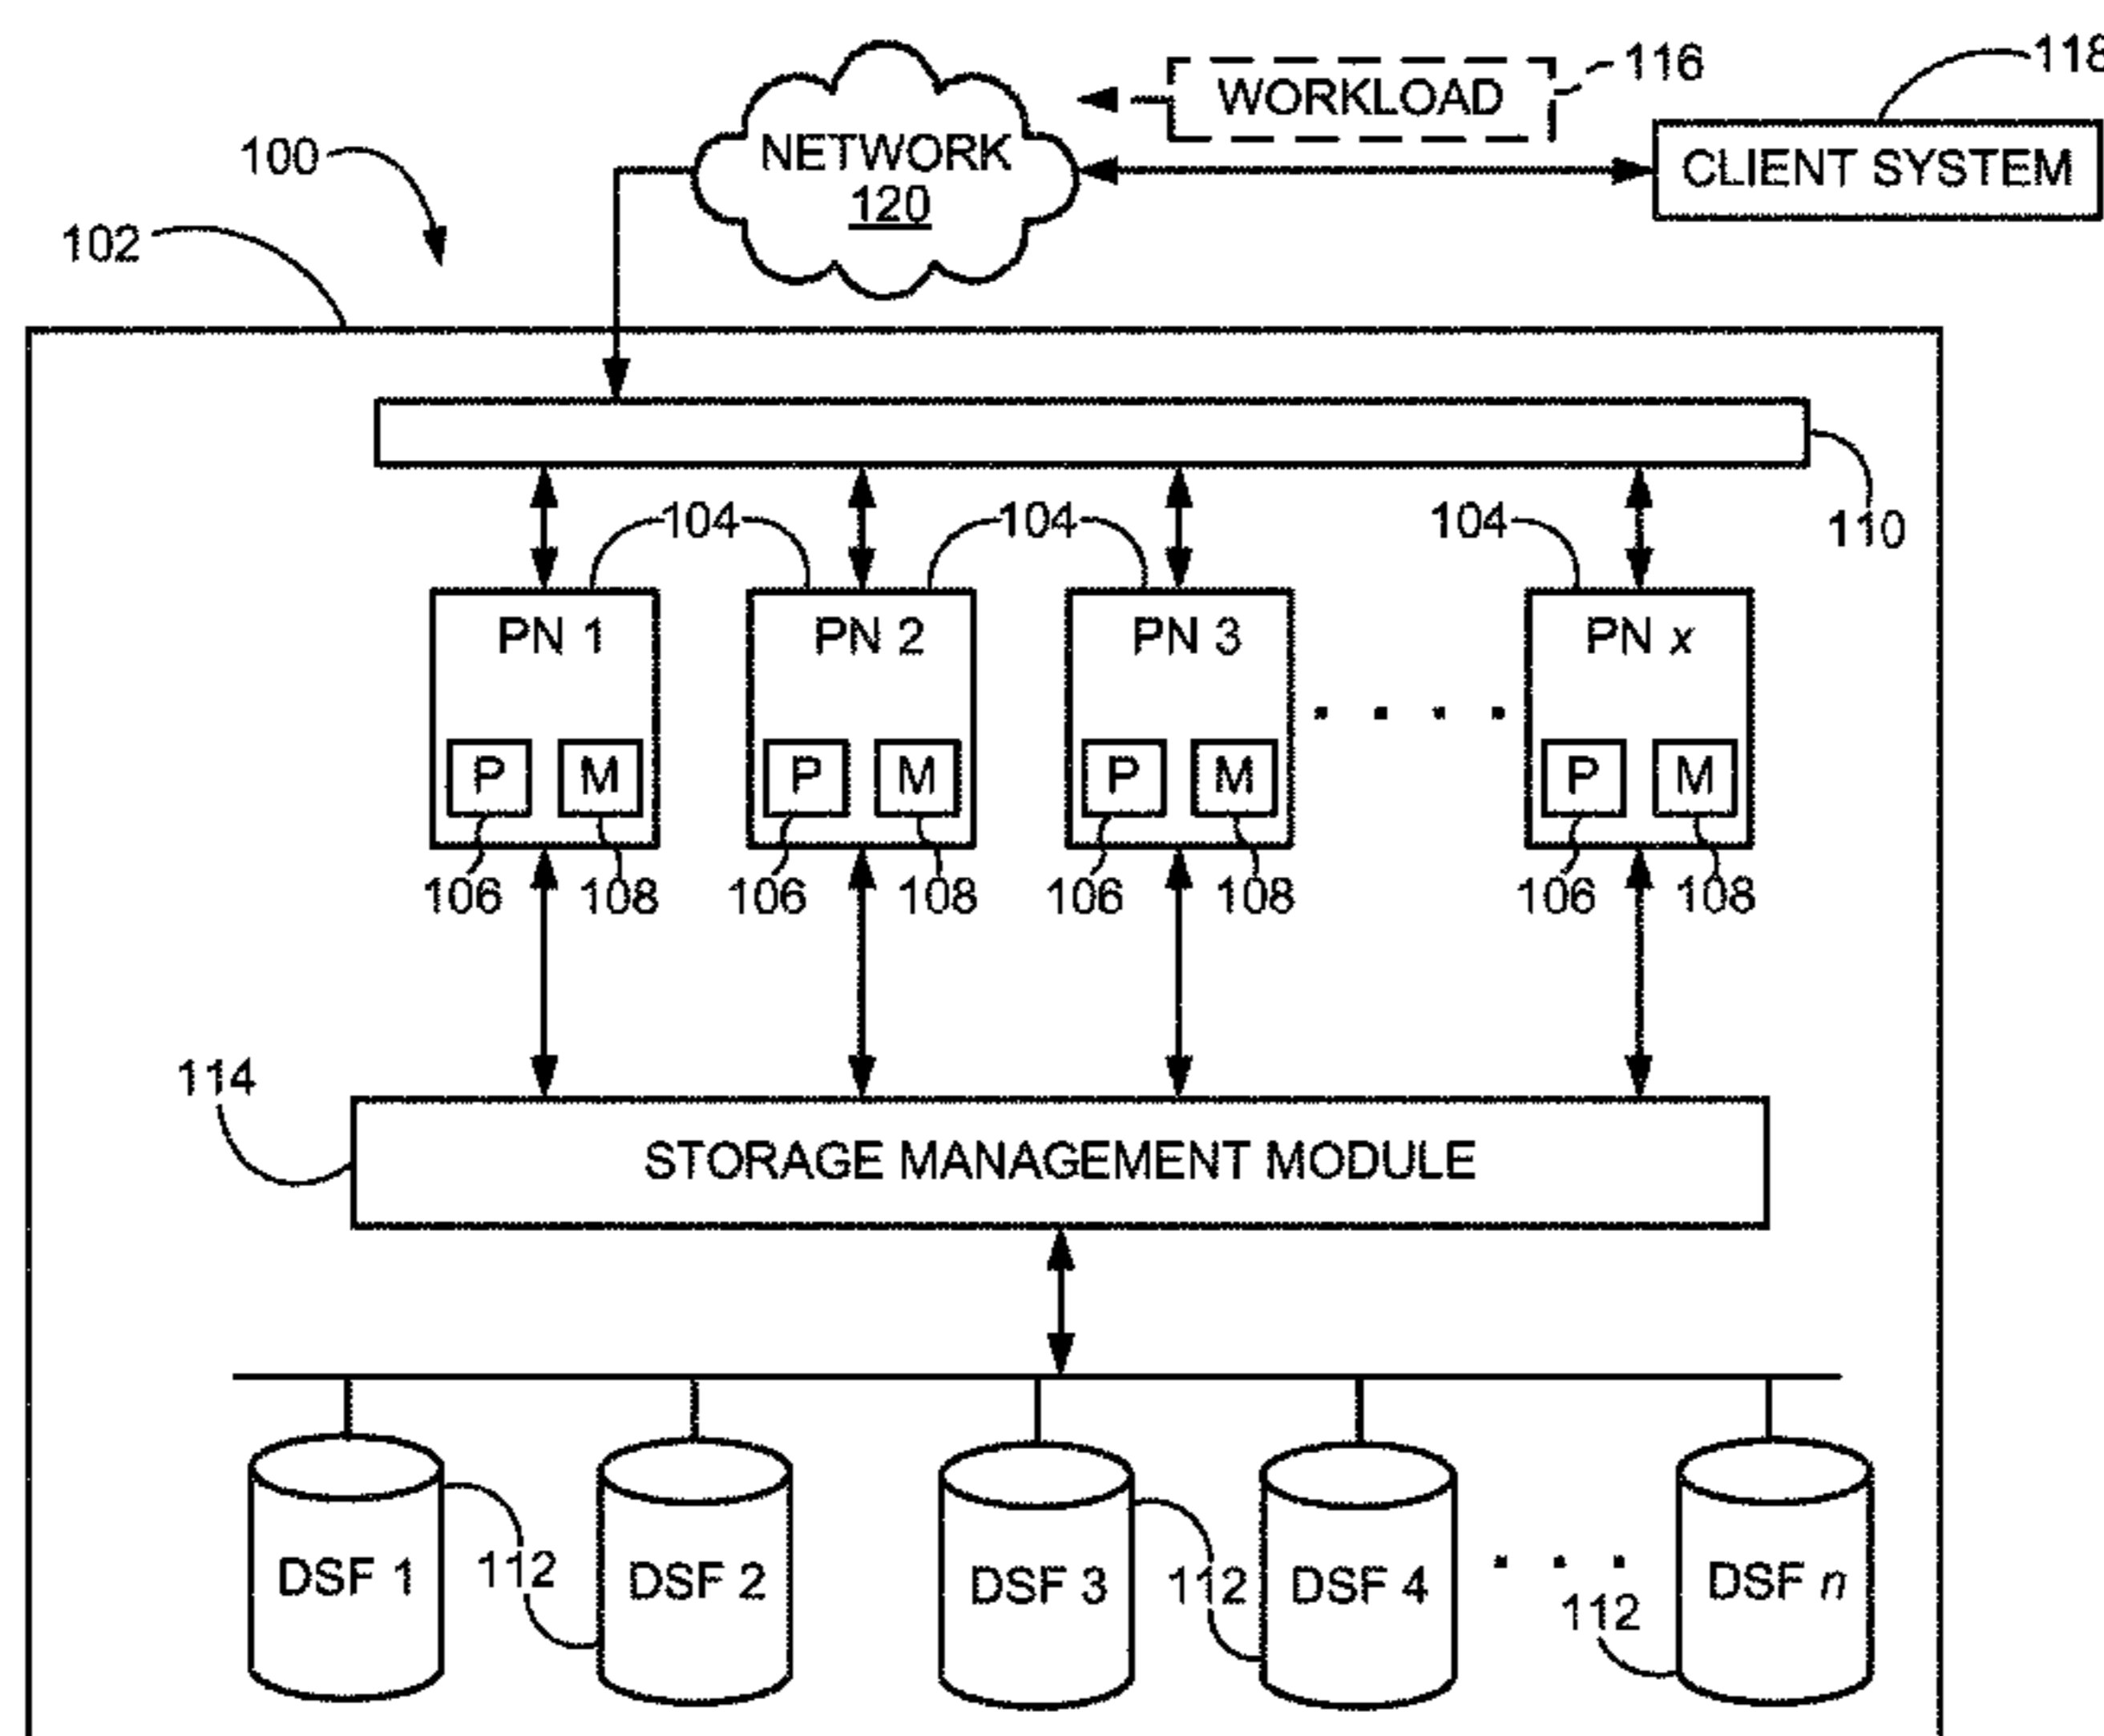 WORKLOAD 116 118
NETWORK
120
CLIENT SYSTEM
100
102
110
104 104 104
PN 1 PN 2 PN 3 PN x
P M P M P M P M
106 108 106 108 106 108 106 108
114
STORAGE MANAGEMENT MODULE
DSF 1 112 DSF 2 DSF 3 112 DSF 4 112 DSF n